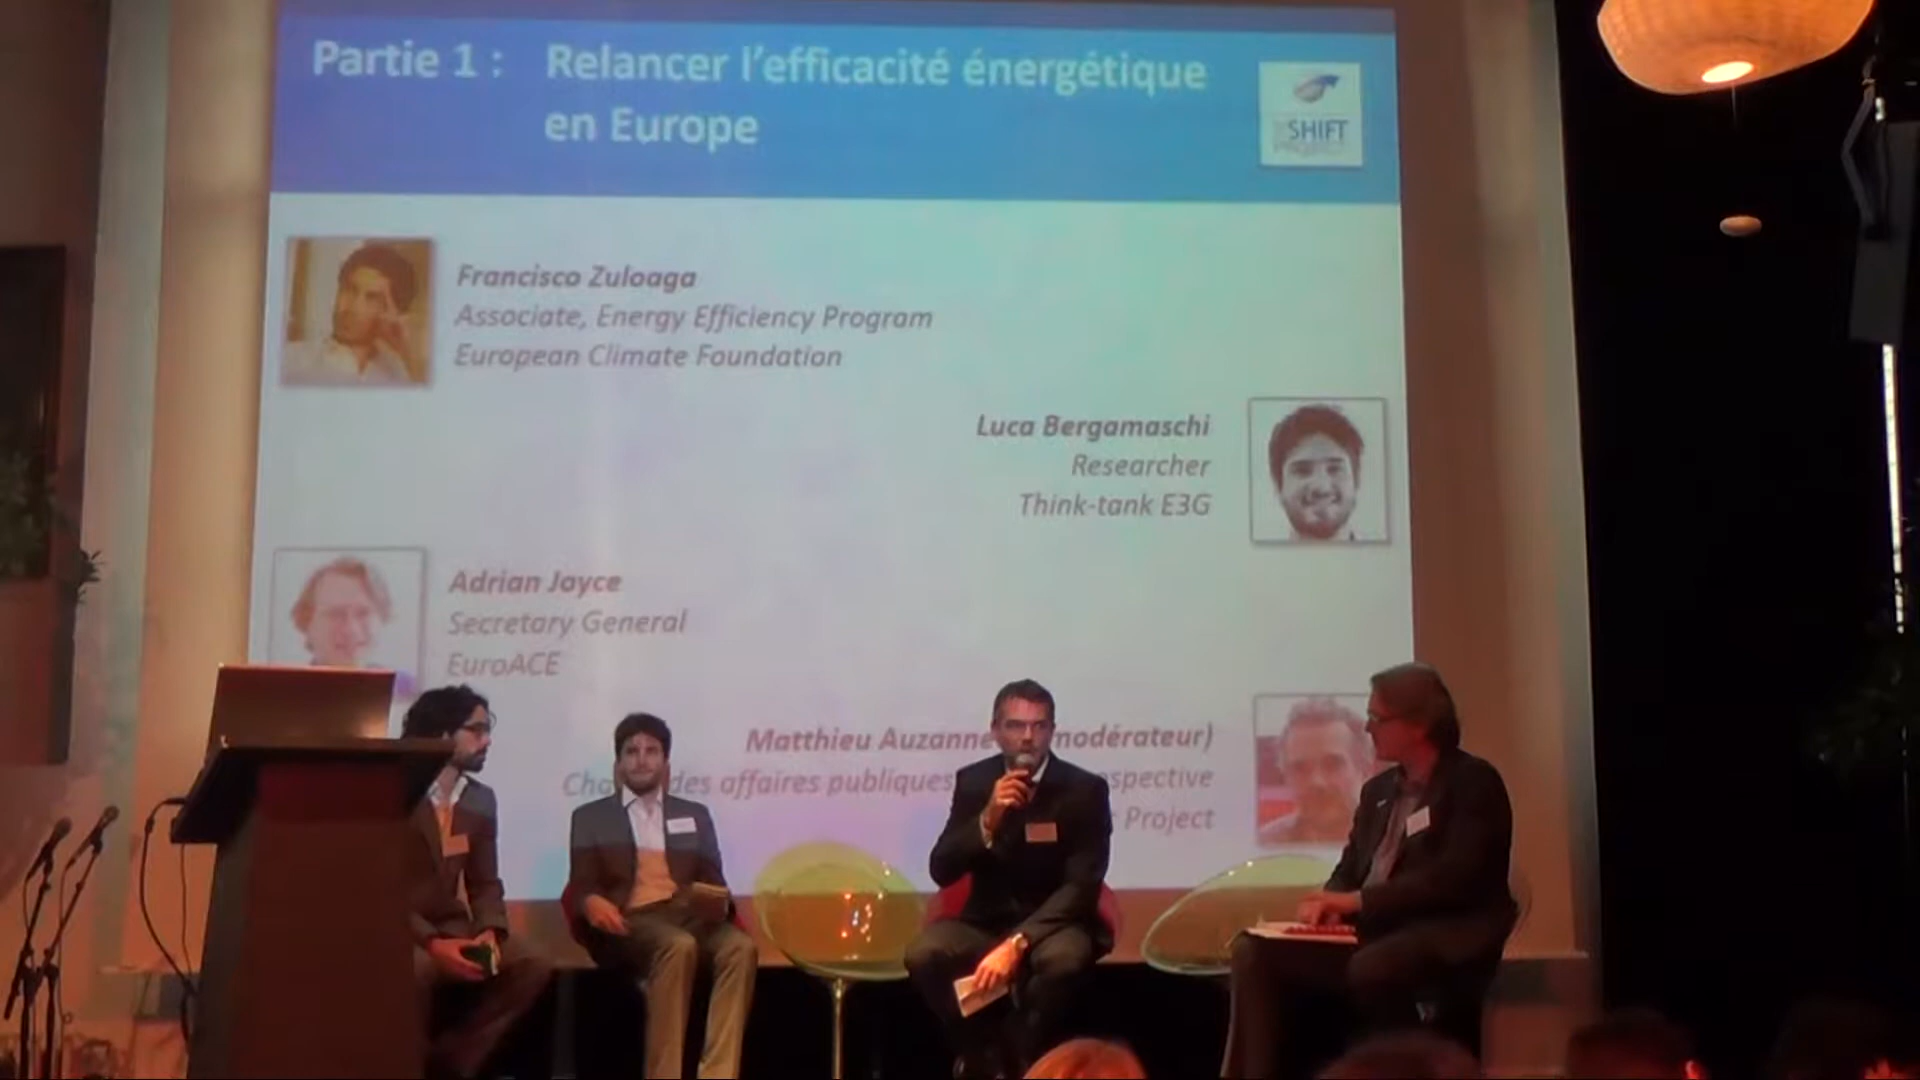 Partie 1 : Relancer l'efficacité énergétique
en Europe
SHIFT
PROJECT
Francisco Zuloaga
Associate, Energy Efficiency Program
European Climate Foundation
Luca Bergamaschi
Researcher
Think-tank E3G
Adrian Joyce
Secretary General
EuroACE
Matthieu Auzanne modérateur)
des affaires publiques
Project